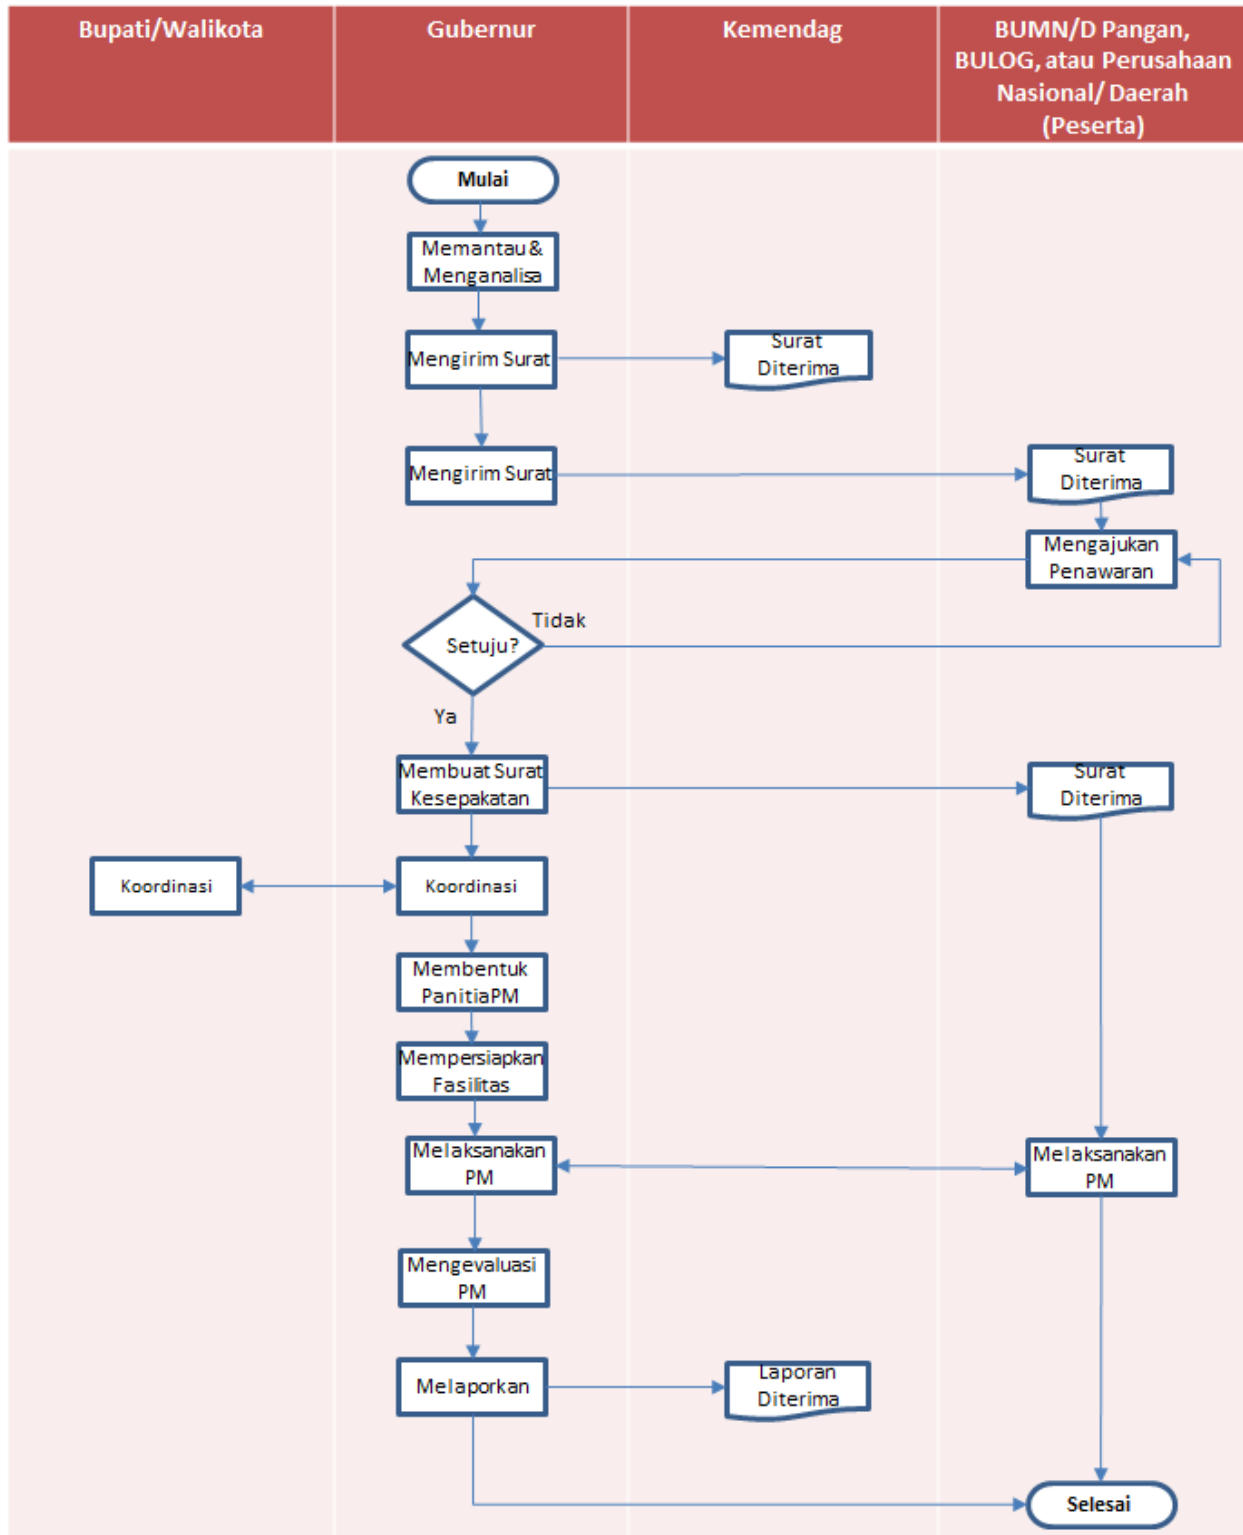 Bupati/Walikota
Gubernur
Kemendag
BUMN/D Pangan,
BULOG, atau Perusahaan
Nasional/ Daerah
(Peserta)
Mulai
Memantau &
Menganalisa
Mengirim Surat
Surat
Diterima
Mengirim Surat
Surat
Diterima
Mengajukan
Penawaran
Setuju?
Tidak
Ya
Membuat Surat
Kesepakatan
Surat
Diterima
Koordinasi
Koordinasi
Membentuk
PanitiaPM
Mempersiapkan
Fasilitas
Melaksanakan
PM
Melaksanakan
PM
Mengevaluasi
PM
Melaporkan
Laporan
Diterima
Selesai